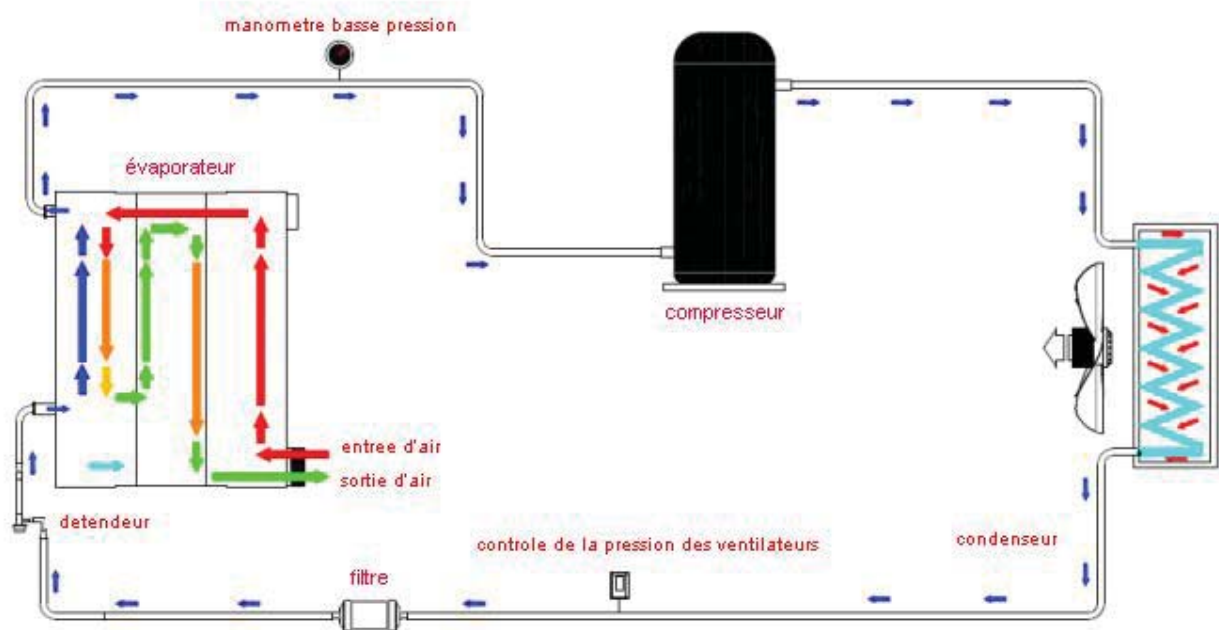 manometre basse pression
évaporateur
compresseur
entree d'air
sortie d'air
detendeur
controle de la pression des ventilateurs
condenseur
filtre